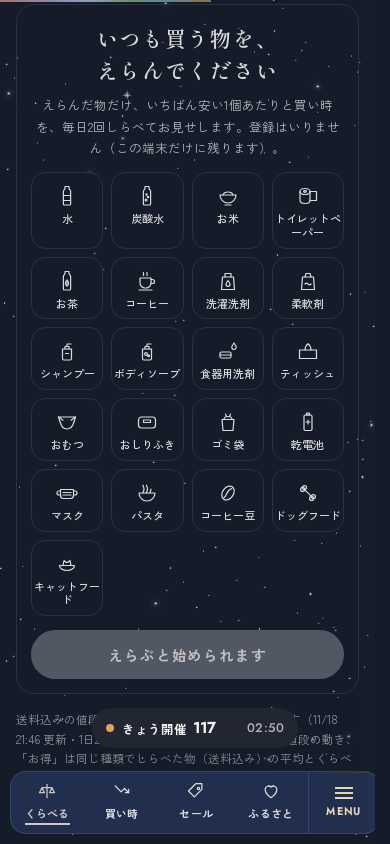 いつも買う物を、
えらんでください
えらんだ物だけ、いちばん安い1個あたりと買い時
を、毎日2回しらべてお見せします。登録はいりませ
ん（この端末だけに残ります）。
水
炭酸水
お米
トイレットペ
ーパー
お茶
コーヒー
洗濯洗剤
柔軟剤
シャンプー
ボディソープ
食器用洗剤
ティッシュ
おむつ
おしりふき
ゴミ袋
乾電池
マスク
パスタ
コーヒー豆
ドッグフード
キャットフー
ド
えらぶと始められます
送料込みの値段 (11/18
きょう開催 117 02:50
21:46 更新・1日2 値段の動き。
「お得」は同じ種類でしらべた物（送料込み）の平均とくらべ
くらべる
買い時
セール
ふるさと
MENU